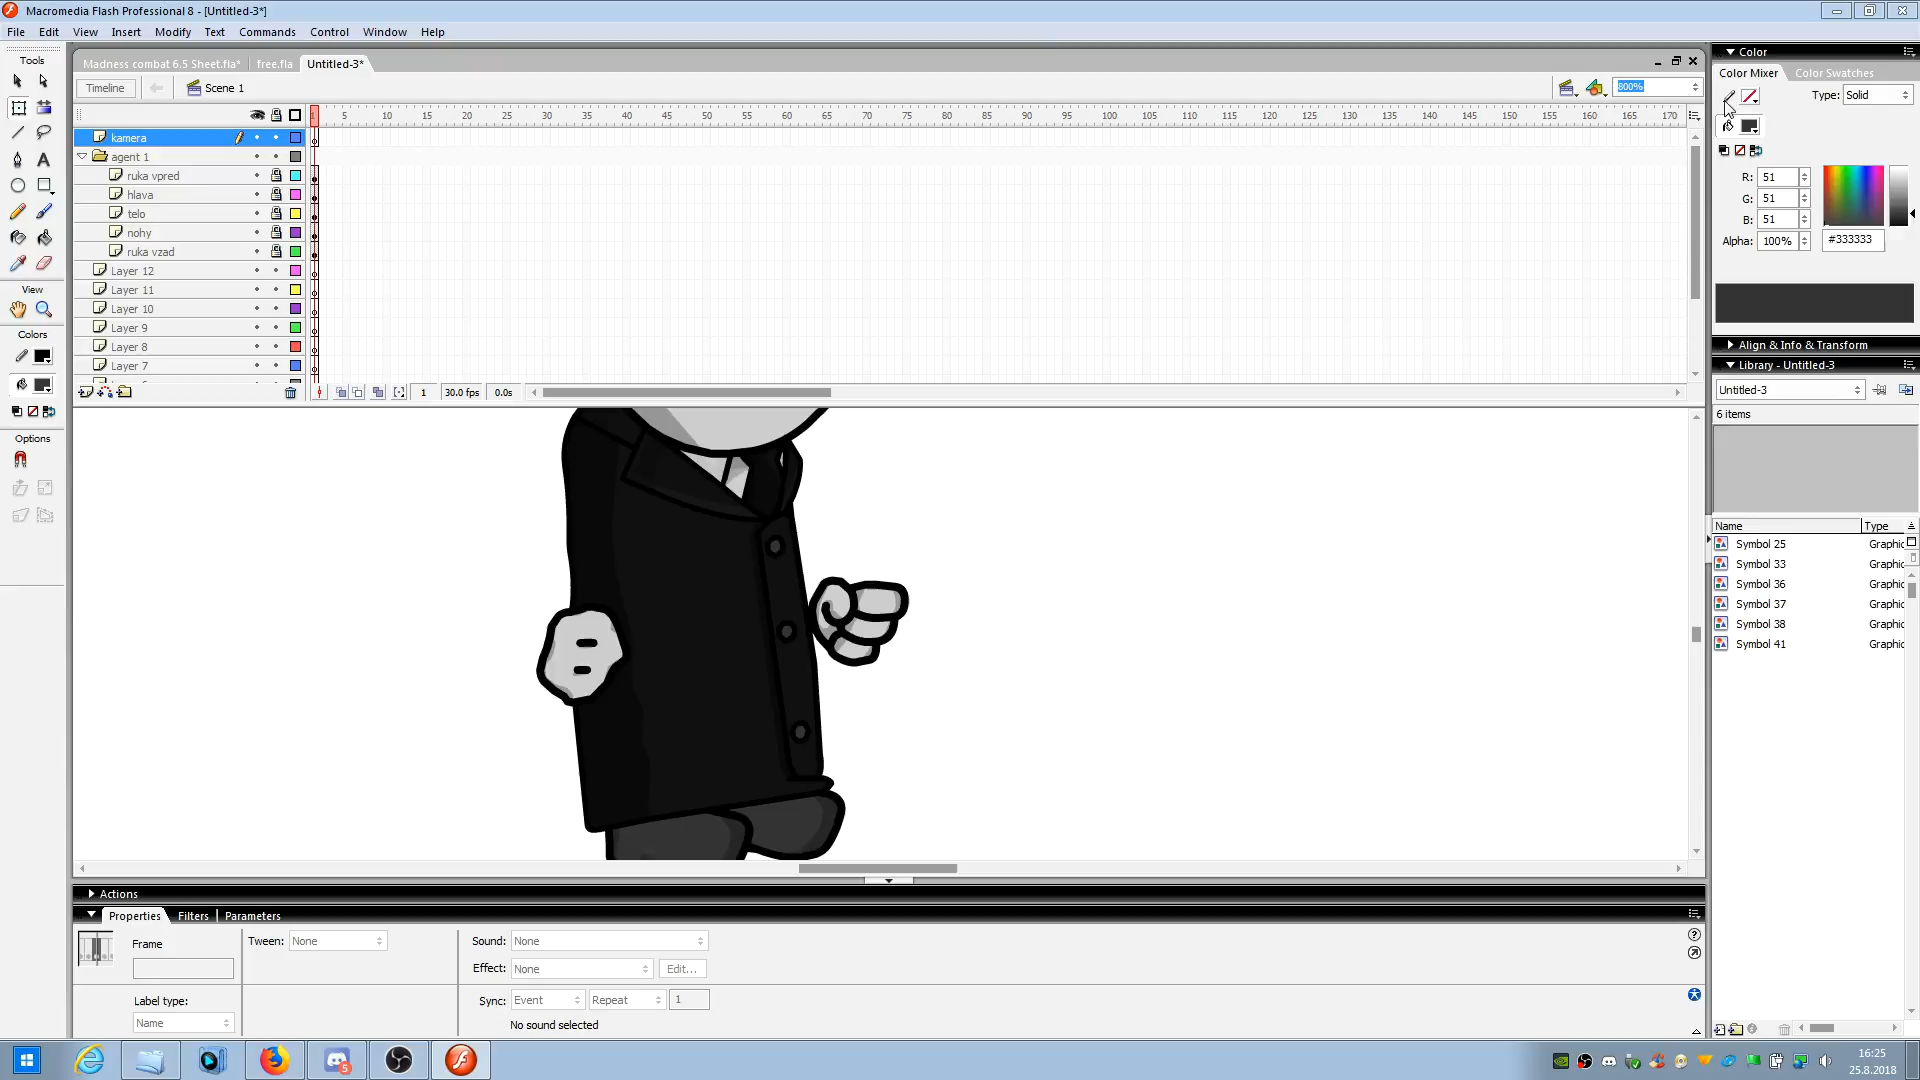 Macromedia Flash Professional 8 - [Untitled-3*]
File Edit View Insert Modify Text Commands Control Window Help
Tools
Madness combat 6.5 Sheet.fla* free.fla Untitled-3*
Timeline Scene 1 800%
1 5 10 15 20 25 30 35 40 45 50 55 60 65 70 75 80 85 90 95 100 105 110 115 120 125 130 135 140 145 150 155 160 165 170
kamera
agent 1
ruka vpred
hlava
telo
nohy
ruka vzad
Layer 12
Layer 11
Layer 10
Layer 9
Layer 8
Layer 7
1 30.0 fps 0.0s
View
Colors
Options
Color
Color Mixer Color Swatches
Type: Solid
R: 51
G: 51
B: 51
Alpha: 100% #333333
Align & Info & Transform
Library - Untitled-3
Untitled-3
6 items
Name Type
Symbol 25 Graphic
Symbol 33 Graphic
Symbol 36 Graphic
Symbol 37 Graphic
Symbol 38 Graphic
Symbol 41 Graphic
Actions
Properties Filters Parameters
Frame Tween: None Sound: None
Effect: None Edit...
Label type: Sync: Event Repeat 1
Name No sound selected
5
16:25
25.8.2018